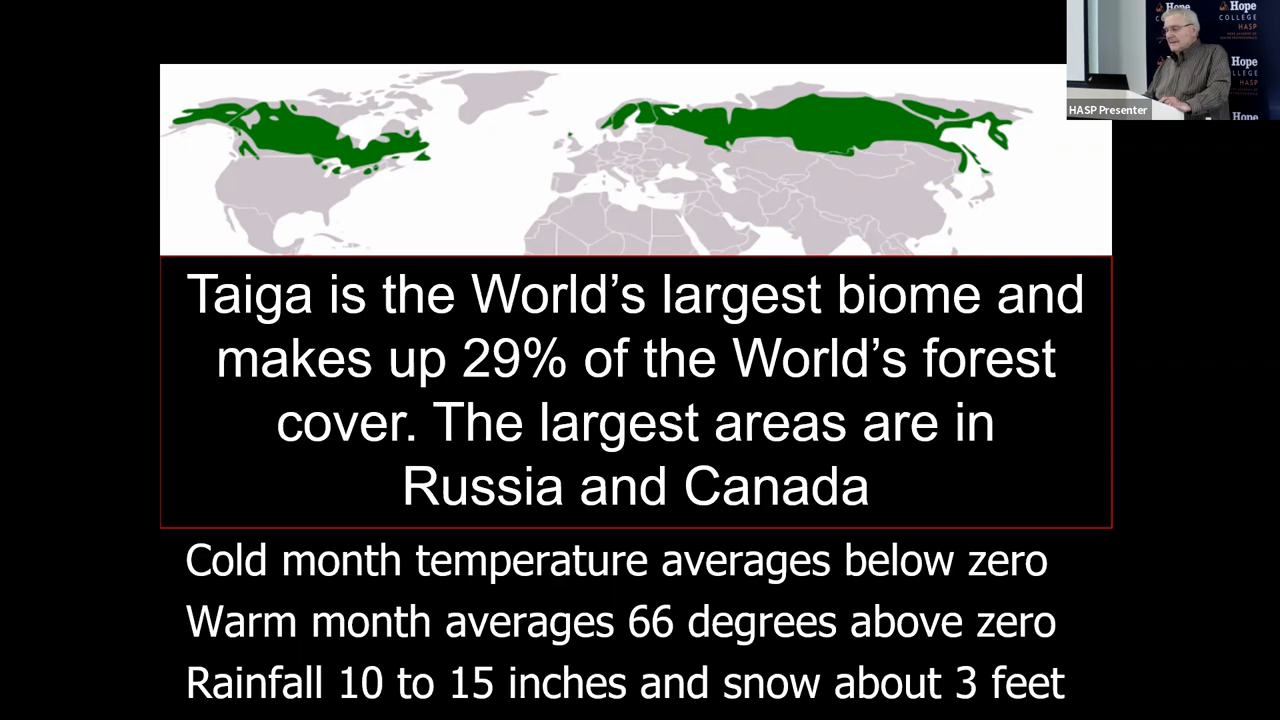 Hope
COLLEGE
HASP
HASP Presenter
Taiga is the World’s largest biome and
makes up 29% of the World’s forest
cover. The largest areas are in
Russia and Canada
Cold month temperature averages below zero
Warm month averages 66 degrees above zero
Rainfall 10 to 15 inches and snow about 3 feet